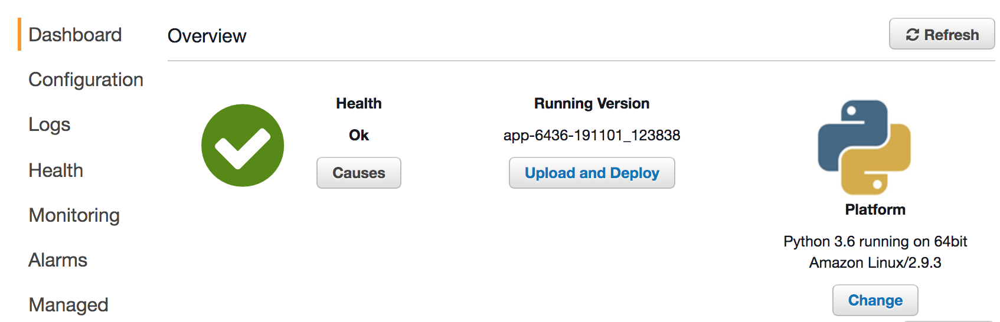 Dashboard
Configuration
Logs
Health
Monitoring
Alarms
Managed
Overview
Refresh
Health
Ok
Causes
Running Version
app-6436-191101_123838
Upload and Deploy
Platform
Python 3.6 running on 64bit
Amazon Linux/2.9.3
Change